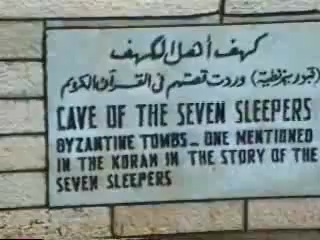 كهف أهل الكهف
(قبور بيزنطية) وردت قصتهم في القرآن الكريم
CAVE OF THE SEVEN SLEEPERS
BYZANTINE TOMBS_ ONE MENTIONED
IN THE KORAN IN THE STORY OF THE
SEVEN SLEEPERS